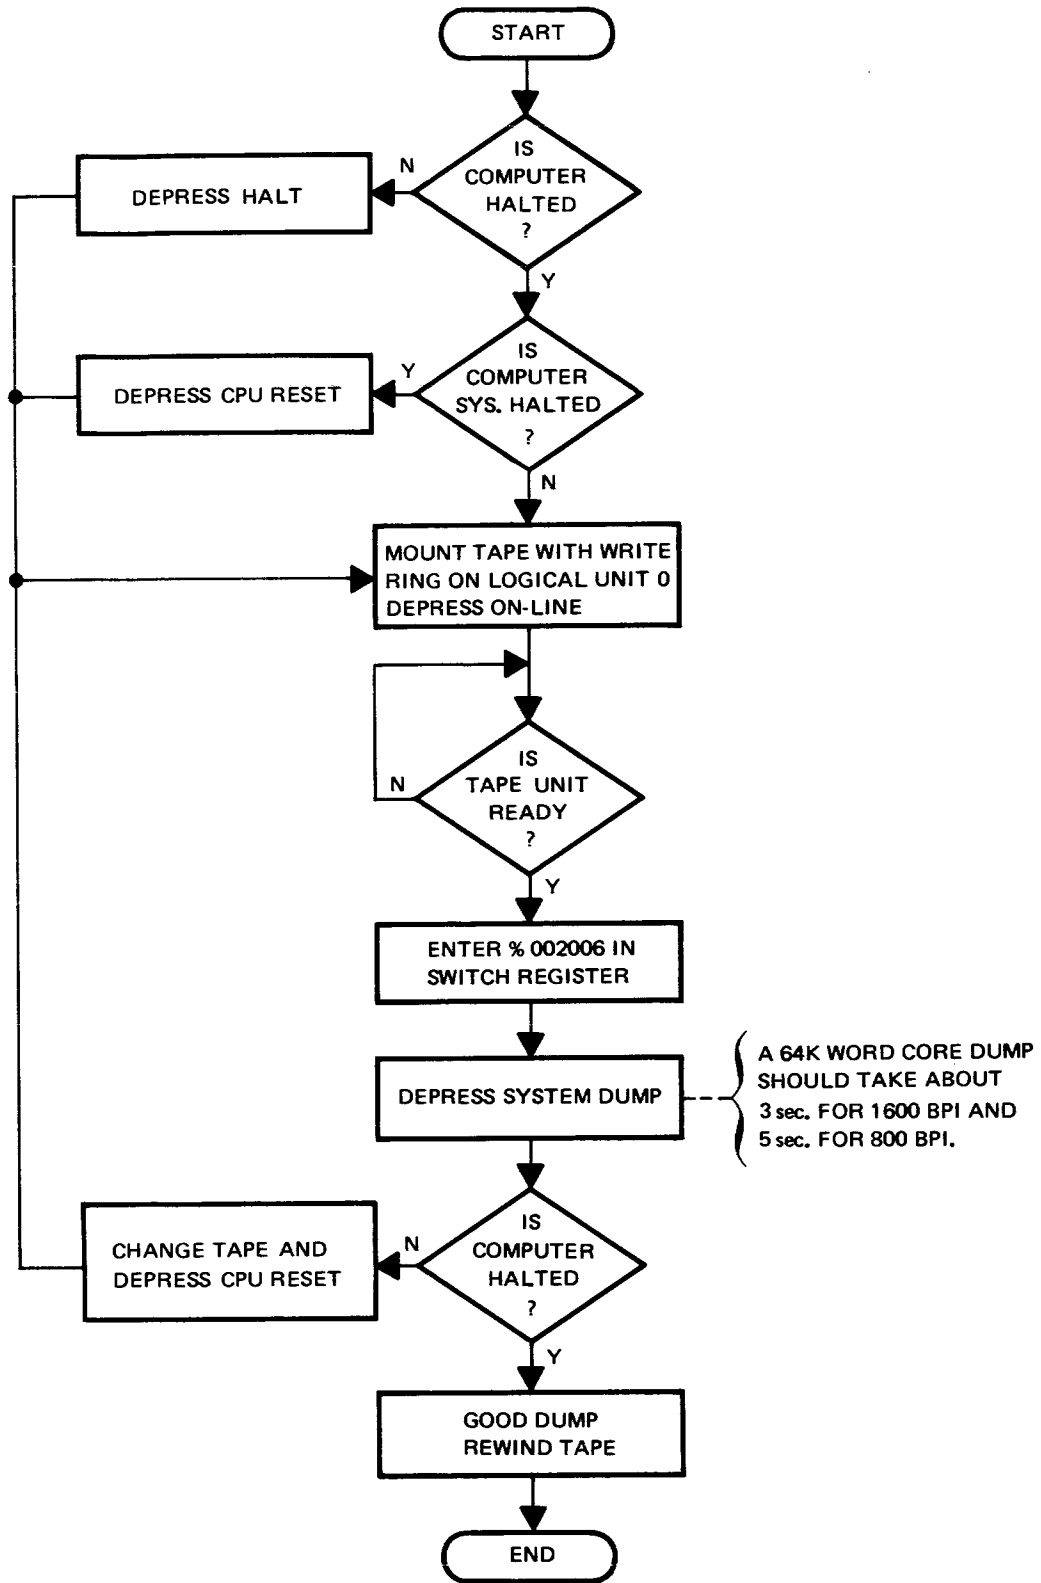 START
IS
COMPUTER
HALTED
?
N
DEPRESS HALT
Y
IS
COMPUTER
SYS. HALTED
?
Y
DEPRESS CPU RESET
N
MOUNT TAPE WITH WRITE
RING ON LOGICAL UNIT 0
DEPRESS ON-LINE
IS
TAPE UNIT
READY
?
N
Y
ENTER % 002006 IN
SWITCH REGISTER
DEPRESS SYSTEM DUMP
A 64K WORD CORE DUMP
SHOULD TAKE ABOUT
3 sec. FOR 1600 BPI AND
5 sec. FOR 800 BPI.
IS
COMPUTER
HALTED
?
N
CHANGE TAPE AND
DEPRESS CPU RESET
Y
GOOD DUMP
REWIND TAPE
END